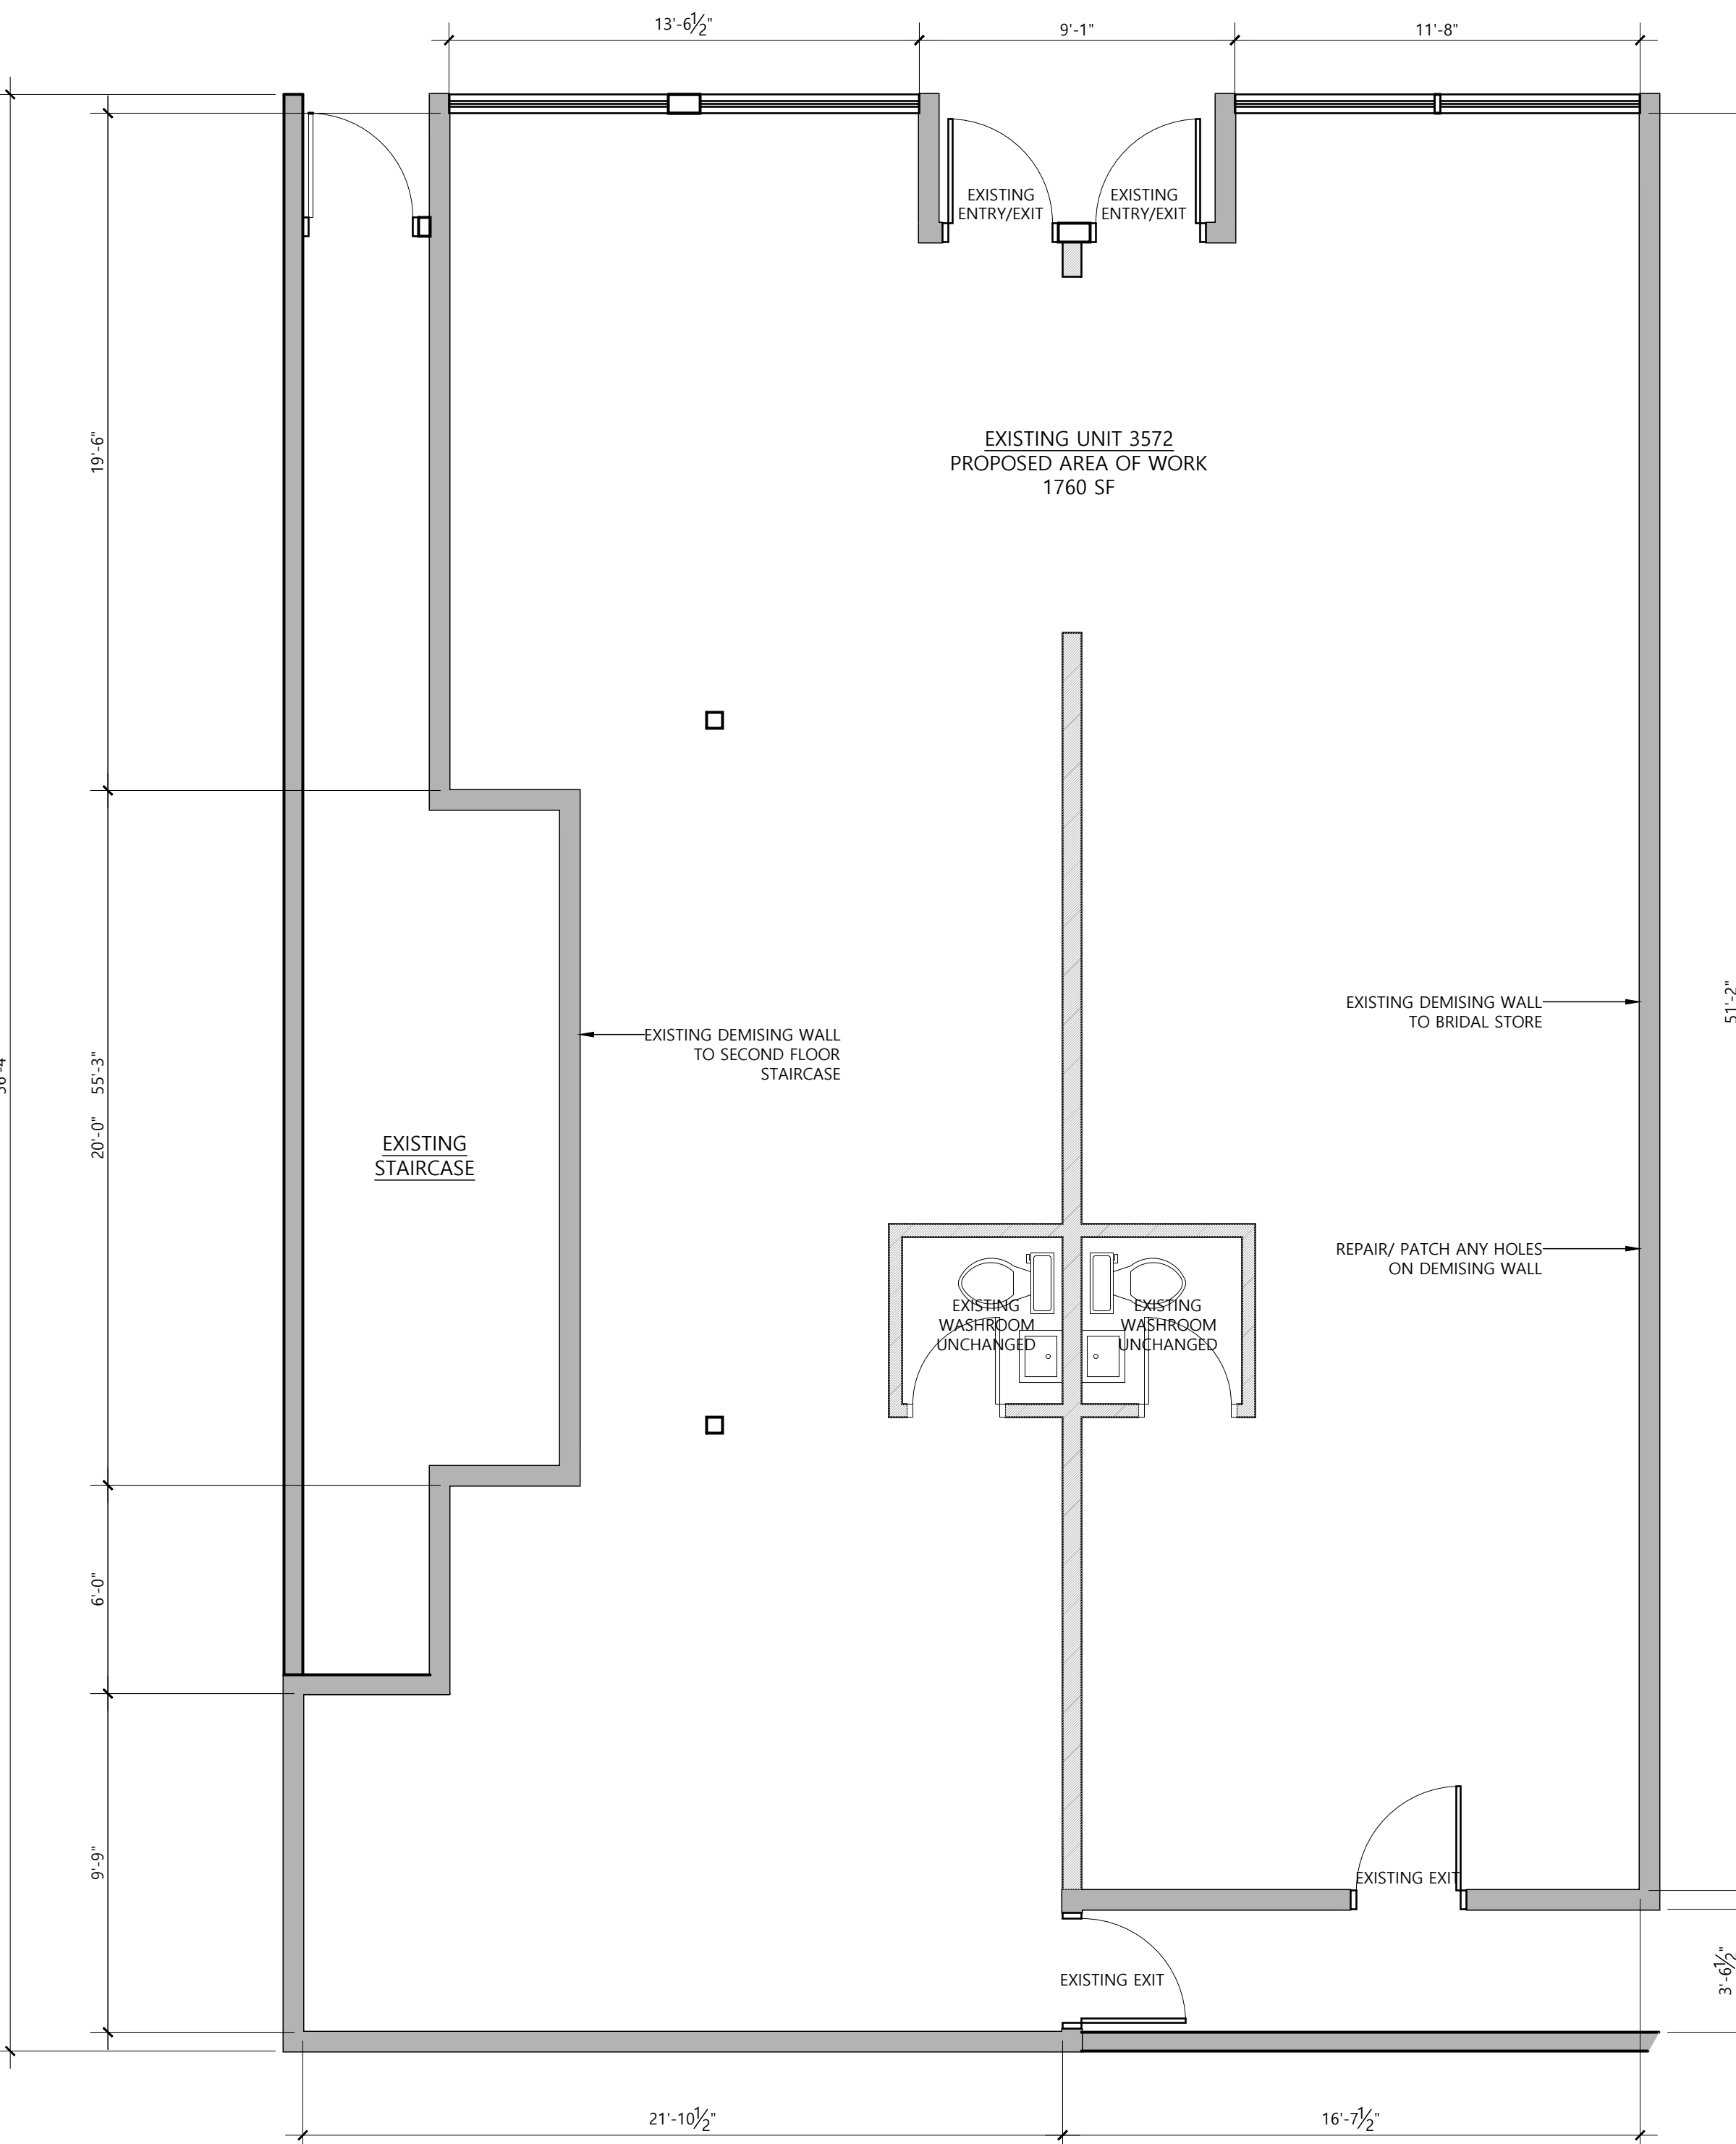 13'-6½"
9'-1"
11'-8"
EXISTING
ENTRY/EXIT
EXISTING
ENTRY/EXIT
19'-6"
EXISTING UNIT 3572
PROPOSED AREA OF WORK
1760 SF
51'-2"
EXISTING DEMISING WALL
TO BRIDAL STORE
EXISTING DEMISING WALL
TO SECOND FLOOR
STAIRCASE
20'-0"
55'-3"
EXISTING
STAIRCASE
REPAIR/ PATCH ANY HOLES
ON DEMISING WALL
EXISTING
WASHROOM
UNCHANGED
EXISTING
WASHROOM
UNCHANGED
6'-0"
9'-9"
EXISTING EXIT
EXISTING EXIT
3'-6½"
21'-10½"
16'-7½"